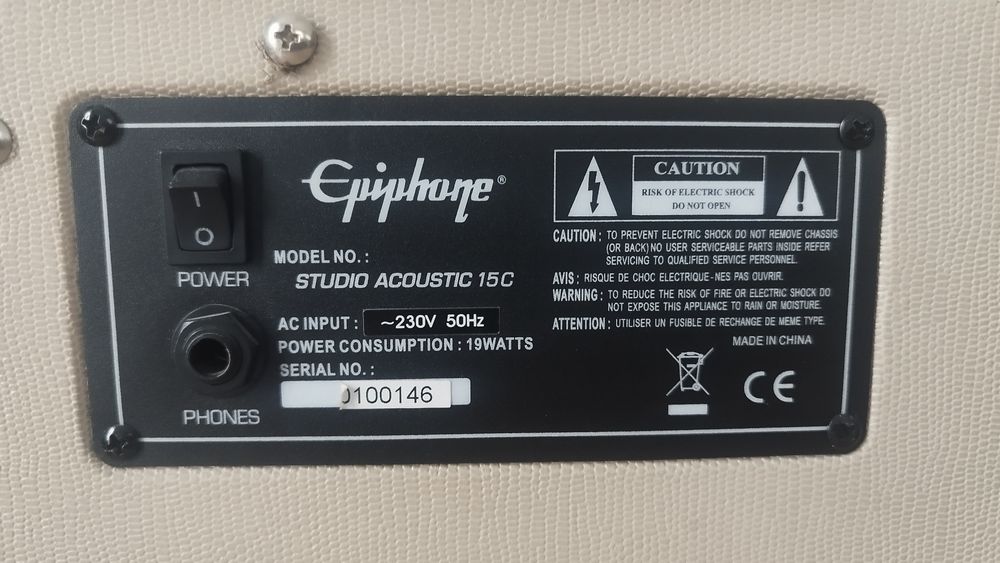 Epiphone®
MODEL NO. :
STUDIO ACOUSTIC 15C
AC INPUT : ~230V 50Hz
POWER CONSUMPTION : 19WATTS
SERIAL NO. :
0100146
I
O
POWER
PHONES
CAUTION
RISK OF ELECTRIC SHOCK
DO NOT OPEN
CAUTION : TO PREVENT ELECTRIC SHOCK DO NOT REMOVE CHASSIS
(OR BACK) NO USER SERVICEABLE PARTS INSIDE REFER
SERVICING TO QUALIFIED SERVICE PERSONNEL.
AVIS : RISQUE DE CHOC ELECTRIQUE-NES PAS OUVRIR.
WARNING : TO REDUCE THE RISK OF FIRE OR ELECTRIC SHOCK DO
NOT EXPOSE THIS APPLIANCE TO RAIN OR MOISTURE.
ATTENTION : UTILISER UN FUSIBLE DE RECHANGE DE MEME TYPE.
MADE IN CHINA
CE